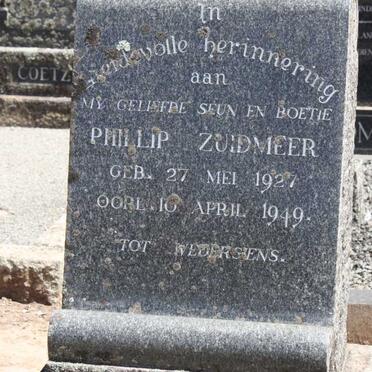 In
Liefdevolle herinnering
aan
MY GELIEFDE SEUN EN BOETIE
PHILLIP ZUIDMEER
GEB. 27 MEI 1927
OORL. 10 APRIL 1949.
TOT WEDERSIENS.
COETZ